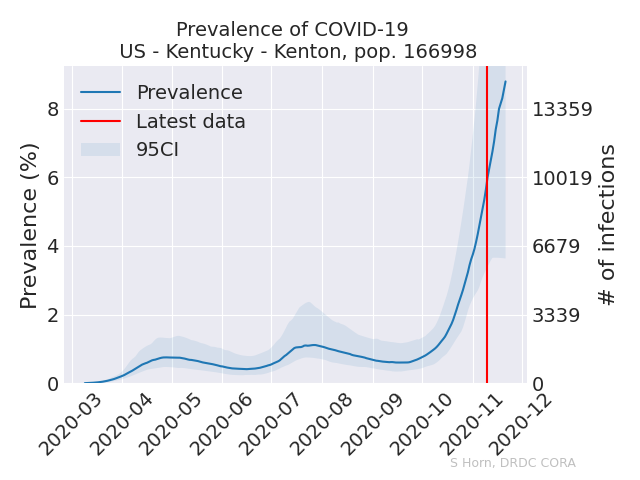 Prevalence of COVID-19
US - Kentucky - Kenton, pop. 166998
Prevalence
Latest data
95CI
Prevalence (%)
8
6
4
2
0
13359
10019
6679
3339
0
# of infections
2020-03
2020-04
2020-05
2020-06
2020-07
2020-08
2020-09
2020-10
2020-11
2020-12
S Horn, DRDC CORA